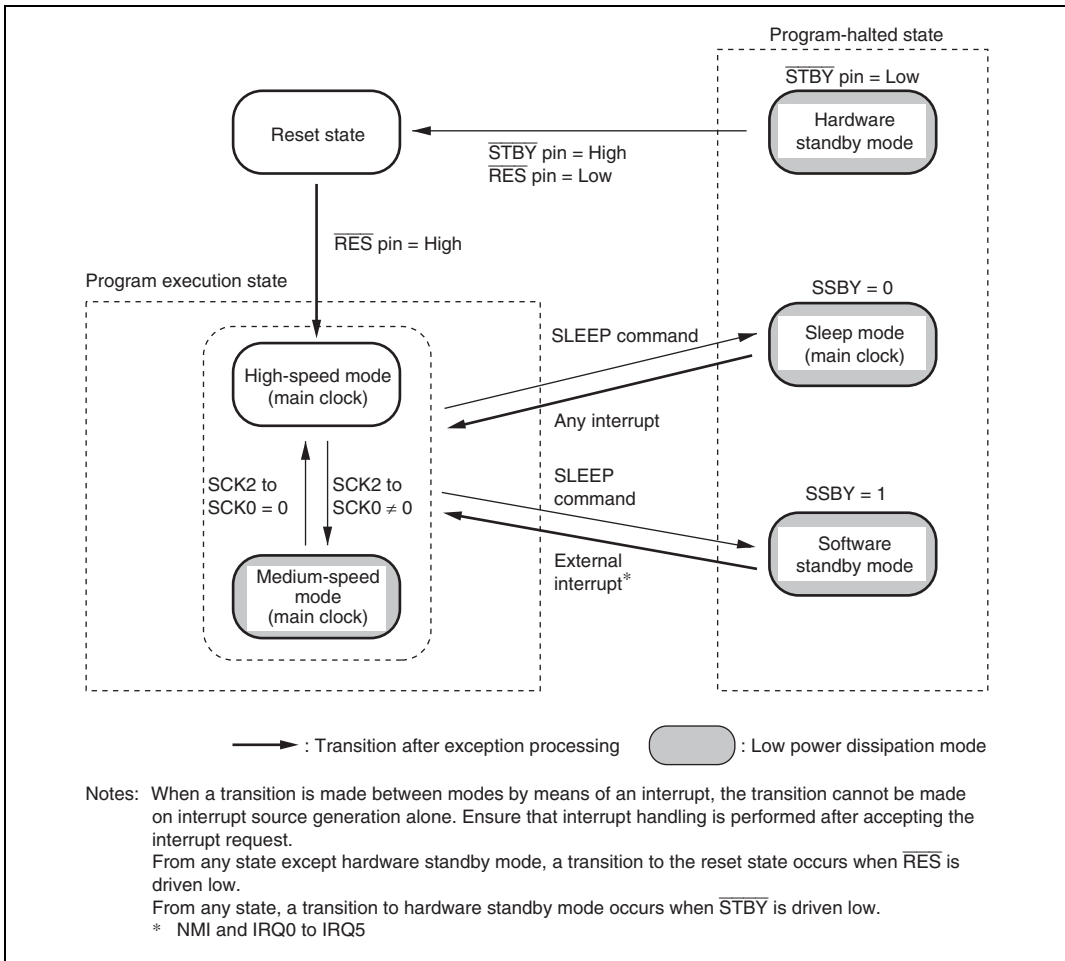 Program-halted state
S̅T̅B̅Y̅ pin = Low
Hardware
standby mode
Reset state
S̅T̅B̅Y̅ pin = High
R̅E̅S̅ pin = Low
R̅E̅S̅ pin = High
Program execution state
SSBY = 0
Sleep mode
(main clock)
SLEEP command
High-speed mode
(main clock)
Any interrupt
SCK2 to
SCK0 = 0
SCK2 to
SCK0 ≠ 0
SLEEP
command
SSBY = 1
Software
standby mode
External
interrupt*
Medium-speed
mode
(main clock)
: Transition after exception processing
: Low power dissipation mode
Notes: When a transition is made between modes by means of an interrupt, the transition cannot be made
on interrupt source generation alone. Ensure that interrupt handling is performed after accepting the
interrupt request.
From any state except hardware standby mode, a transition to the reset state occurs when R̅E̅S̅ is
driven low.
From any state, a transition to hardware standby mode occurs when S̅T̅B̅Y̅ is driven low.
* NMI and IRQ0 to IRQ5